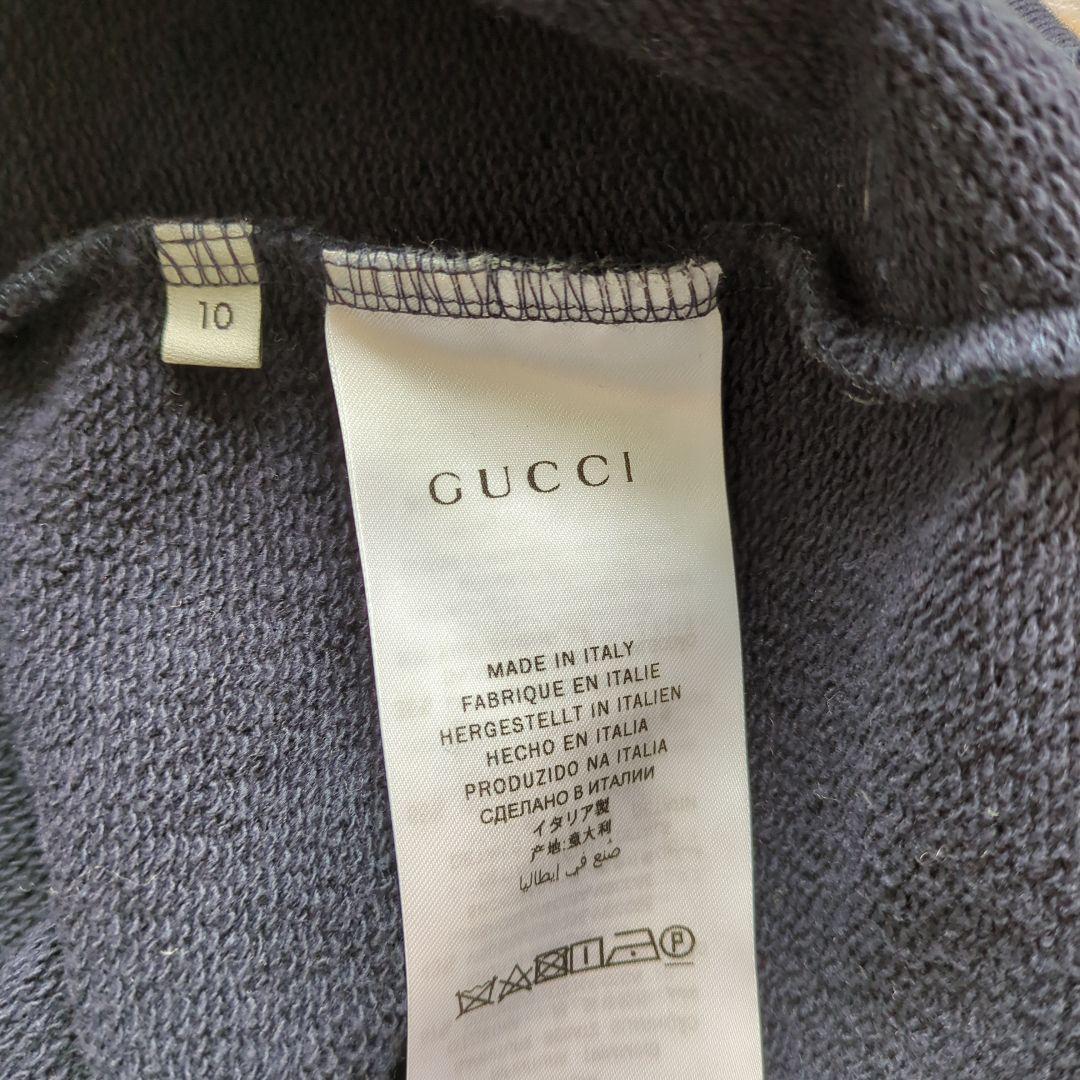 10
GUCCI
MADE IN ITALY
FABRIQUE EN ITALIE
HERGESTELLT IN ITALIEN
HECHO EN ITALIA
PRODUZIDO NA ITALIA
СДЕЛАНО В ИТАЛИИ
イタリア製
产地:意大利
صنع في إيطاليا
P